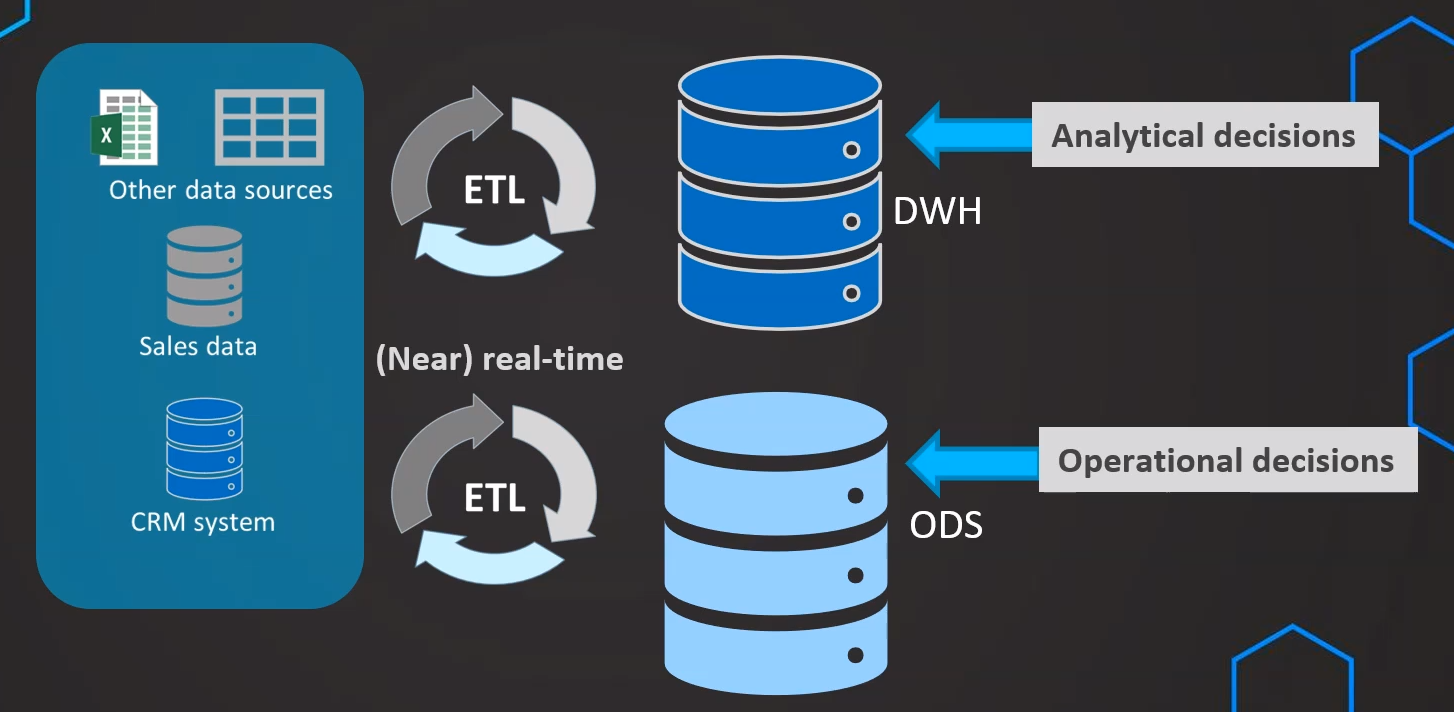 X
Other data sources
Sales data
CRM system
ETL
(Near) real-time
ETL
DWH
Analytical decisions
ODS
Operational decisions